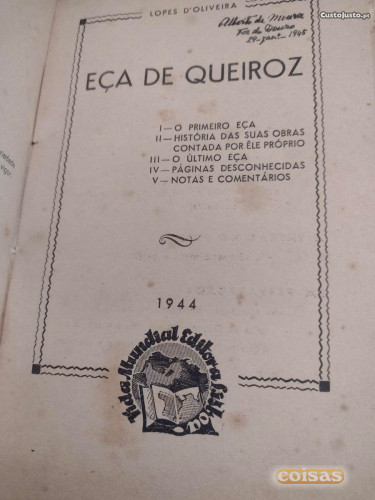 CustoJusto.pt
LOPES D'OLIVEIRA
Alberto de Moura
Foz do Douro
29-Janº-1945
EÇA DE QUEIROZ
I—O PRIMEIRO EÇA
II—HISTÓRIA DAS SUAS OBRAS
CONTADA POR ÊLE PRÓPRIO
III—O ÚLTIMO EÇA
IV—PÁGINAS DESCONHECIDAS
V—NOTAS E COMENTÁRIOS
1944
Vida Mundial Editora Lisboa
coisas